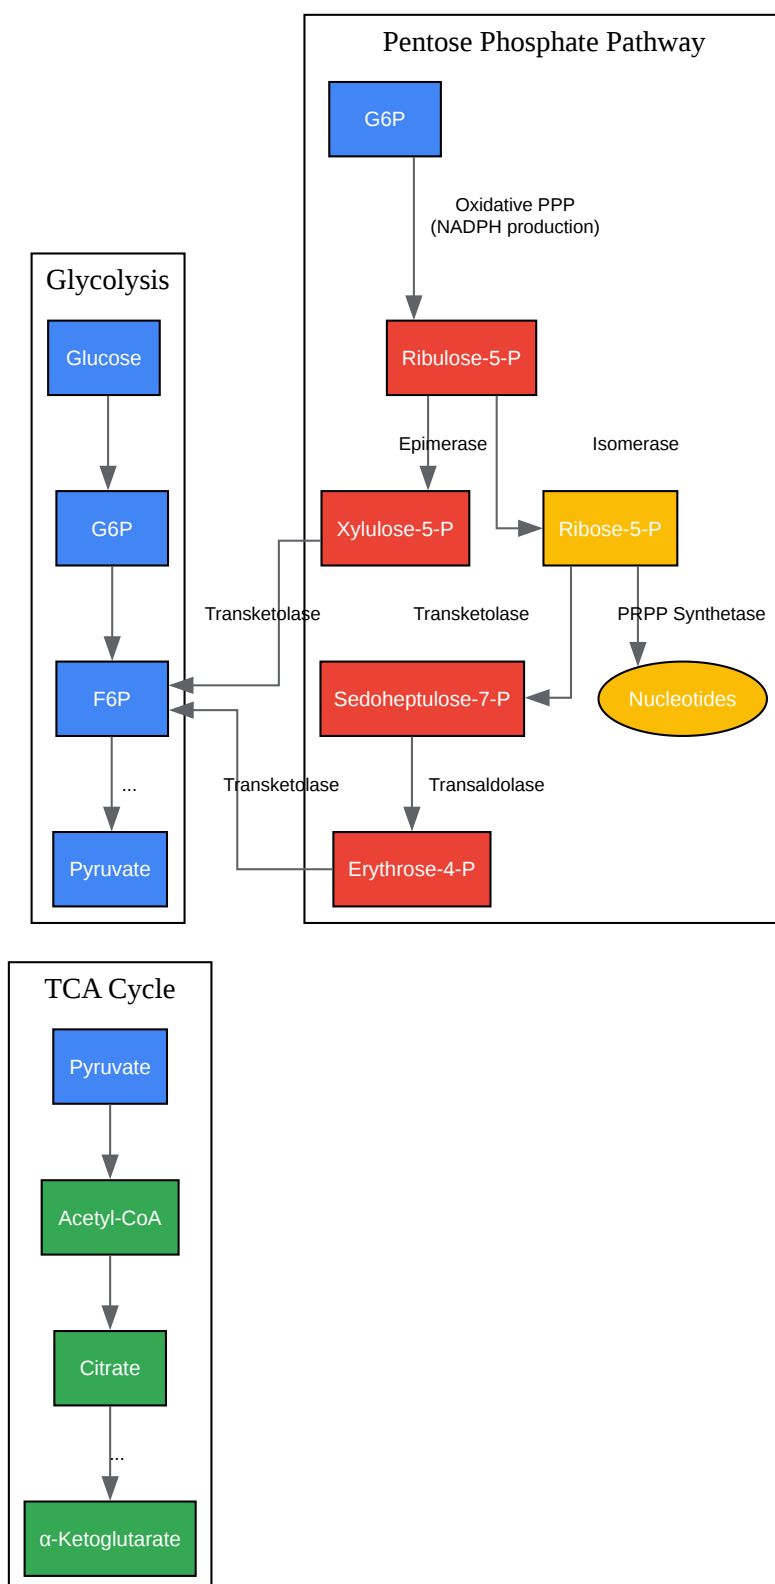 Pentose Phosphate Pathway
G6P
Oxidative PPP
(NADPH production)
Glycolysis
Glucose
Ribulose-5-P
Epimerase
Isomerase
G6P
Xylulose-5-P
Ribose-5-P
Transketolase
Transketolase
PRPP Synthetase
F6P
Sedoheptulose-7-P
Nucleotides
...
Transketolase
Transaldolase
Pyruvate
Erythrose-4-P
TCA Cycle
Pyruvate
Acetyl-CoA
Citrate
...
α-Ketoglutarate